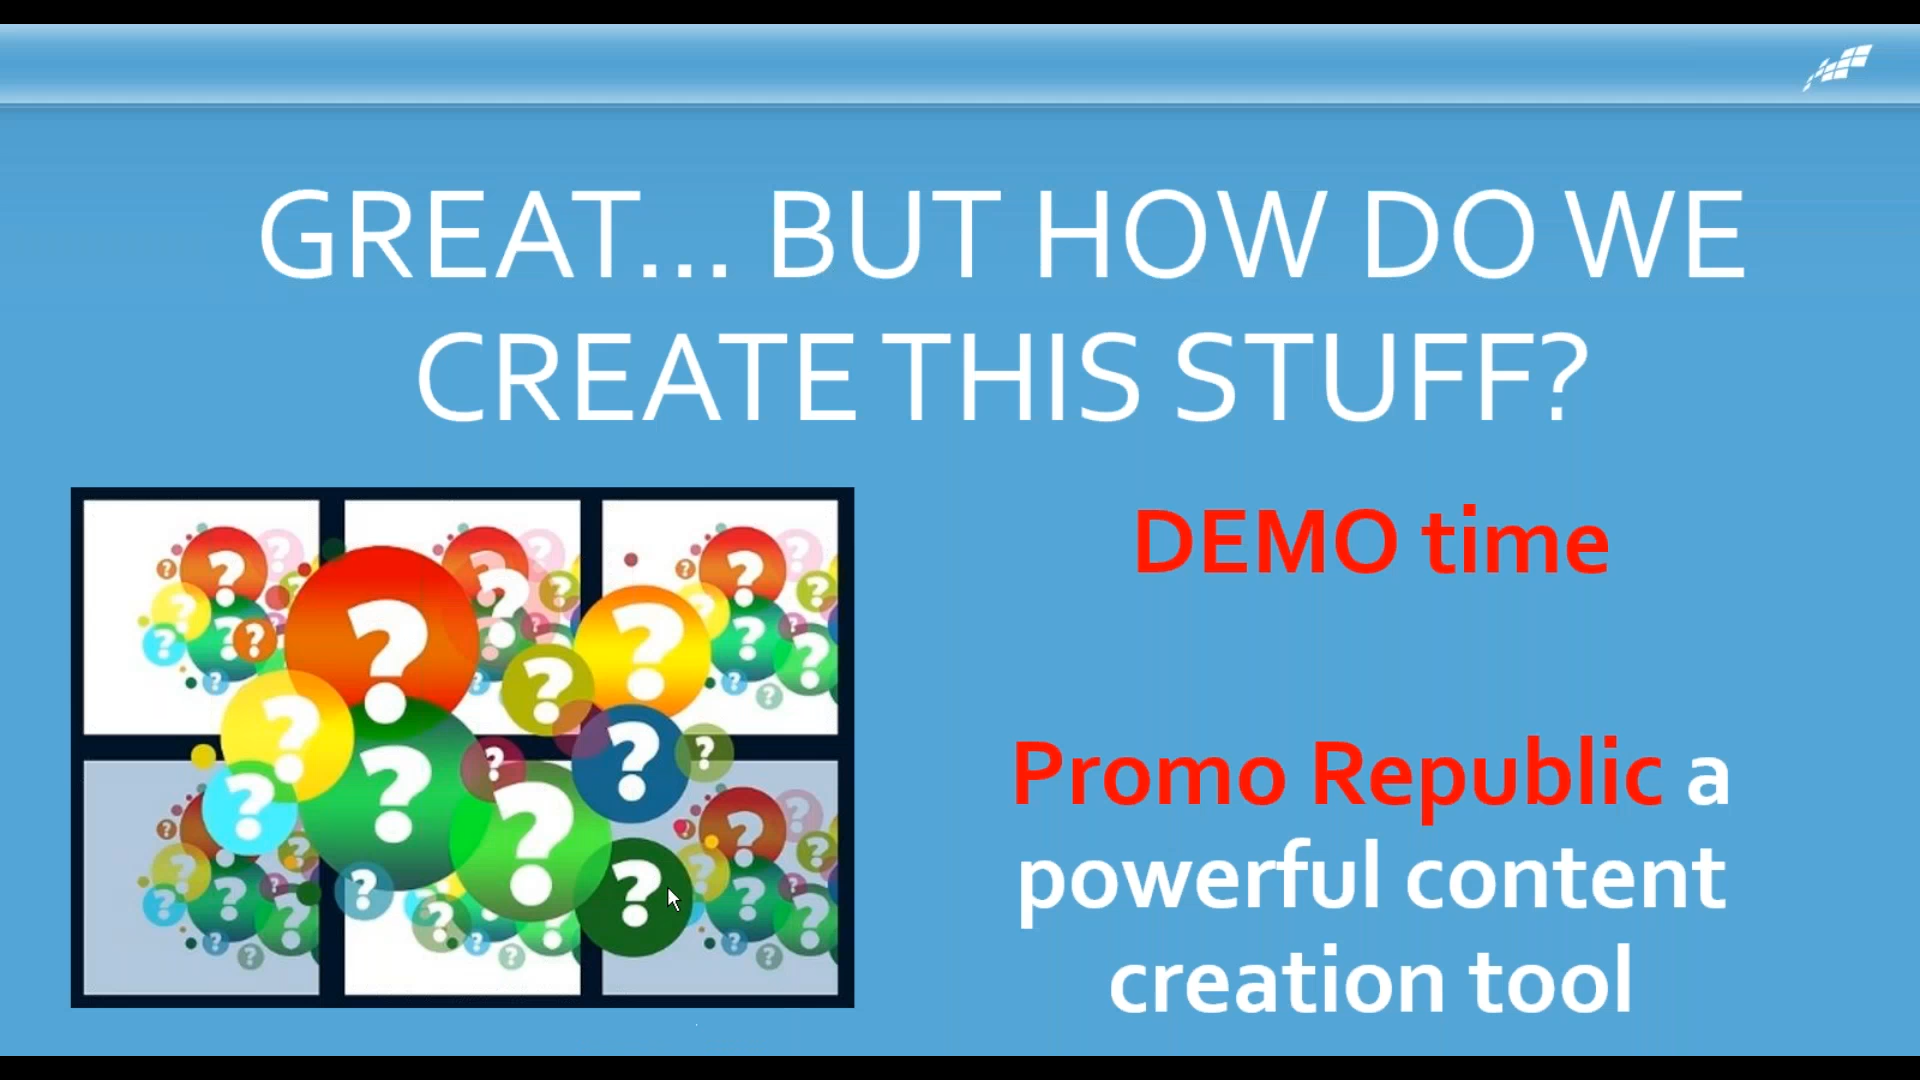 GREAT... BUT HOW DO WE
CREATE THIS STUFF?
DEMO time
Promo Republic a
powerful content
creation tool